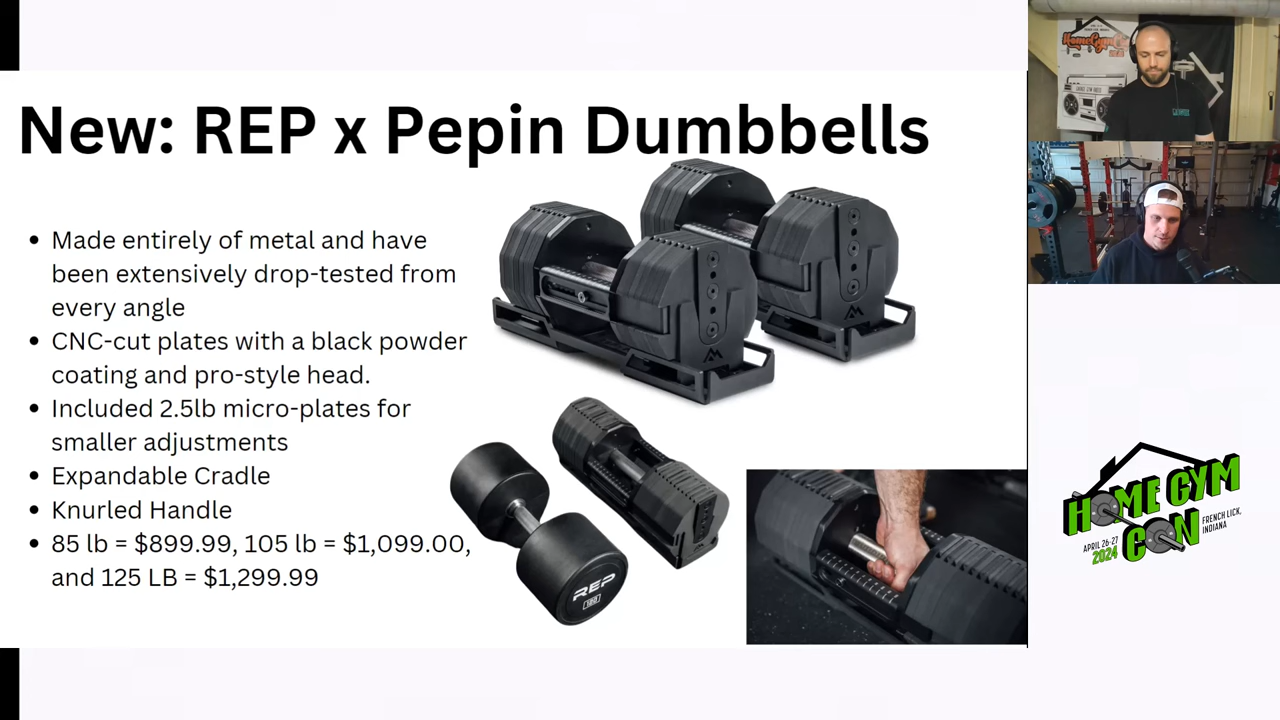 New: REP x Pepin Dumbbells
Made entirely of metal and have
been extensively drop-tested from
every angle
CNC-cut plates with a black powder
coating and pro-style head.
Included 2.5lb micro-plates for
smaller adjustments
Expandable Cradle
Knurled Handle
85 lb = $899.99, 105 lb = $1,099.00,
and 125 LB = $1,299.99
REP
HomeGym
HOME GYM
CON
APRIL 26-27
2024
FRENCH LICK,
INDIANA